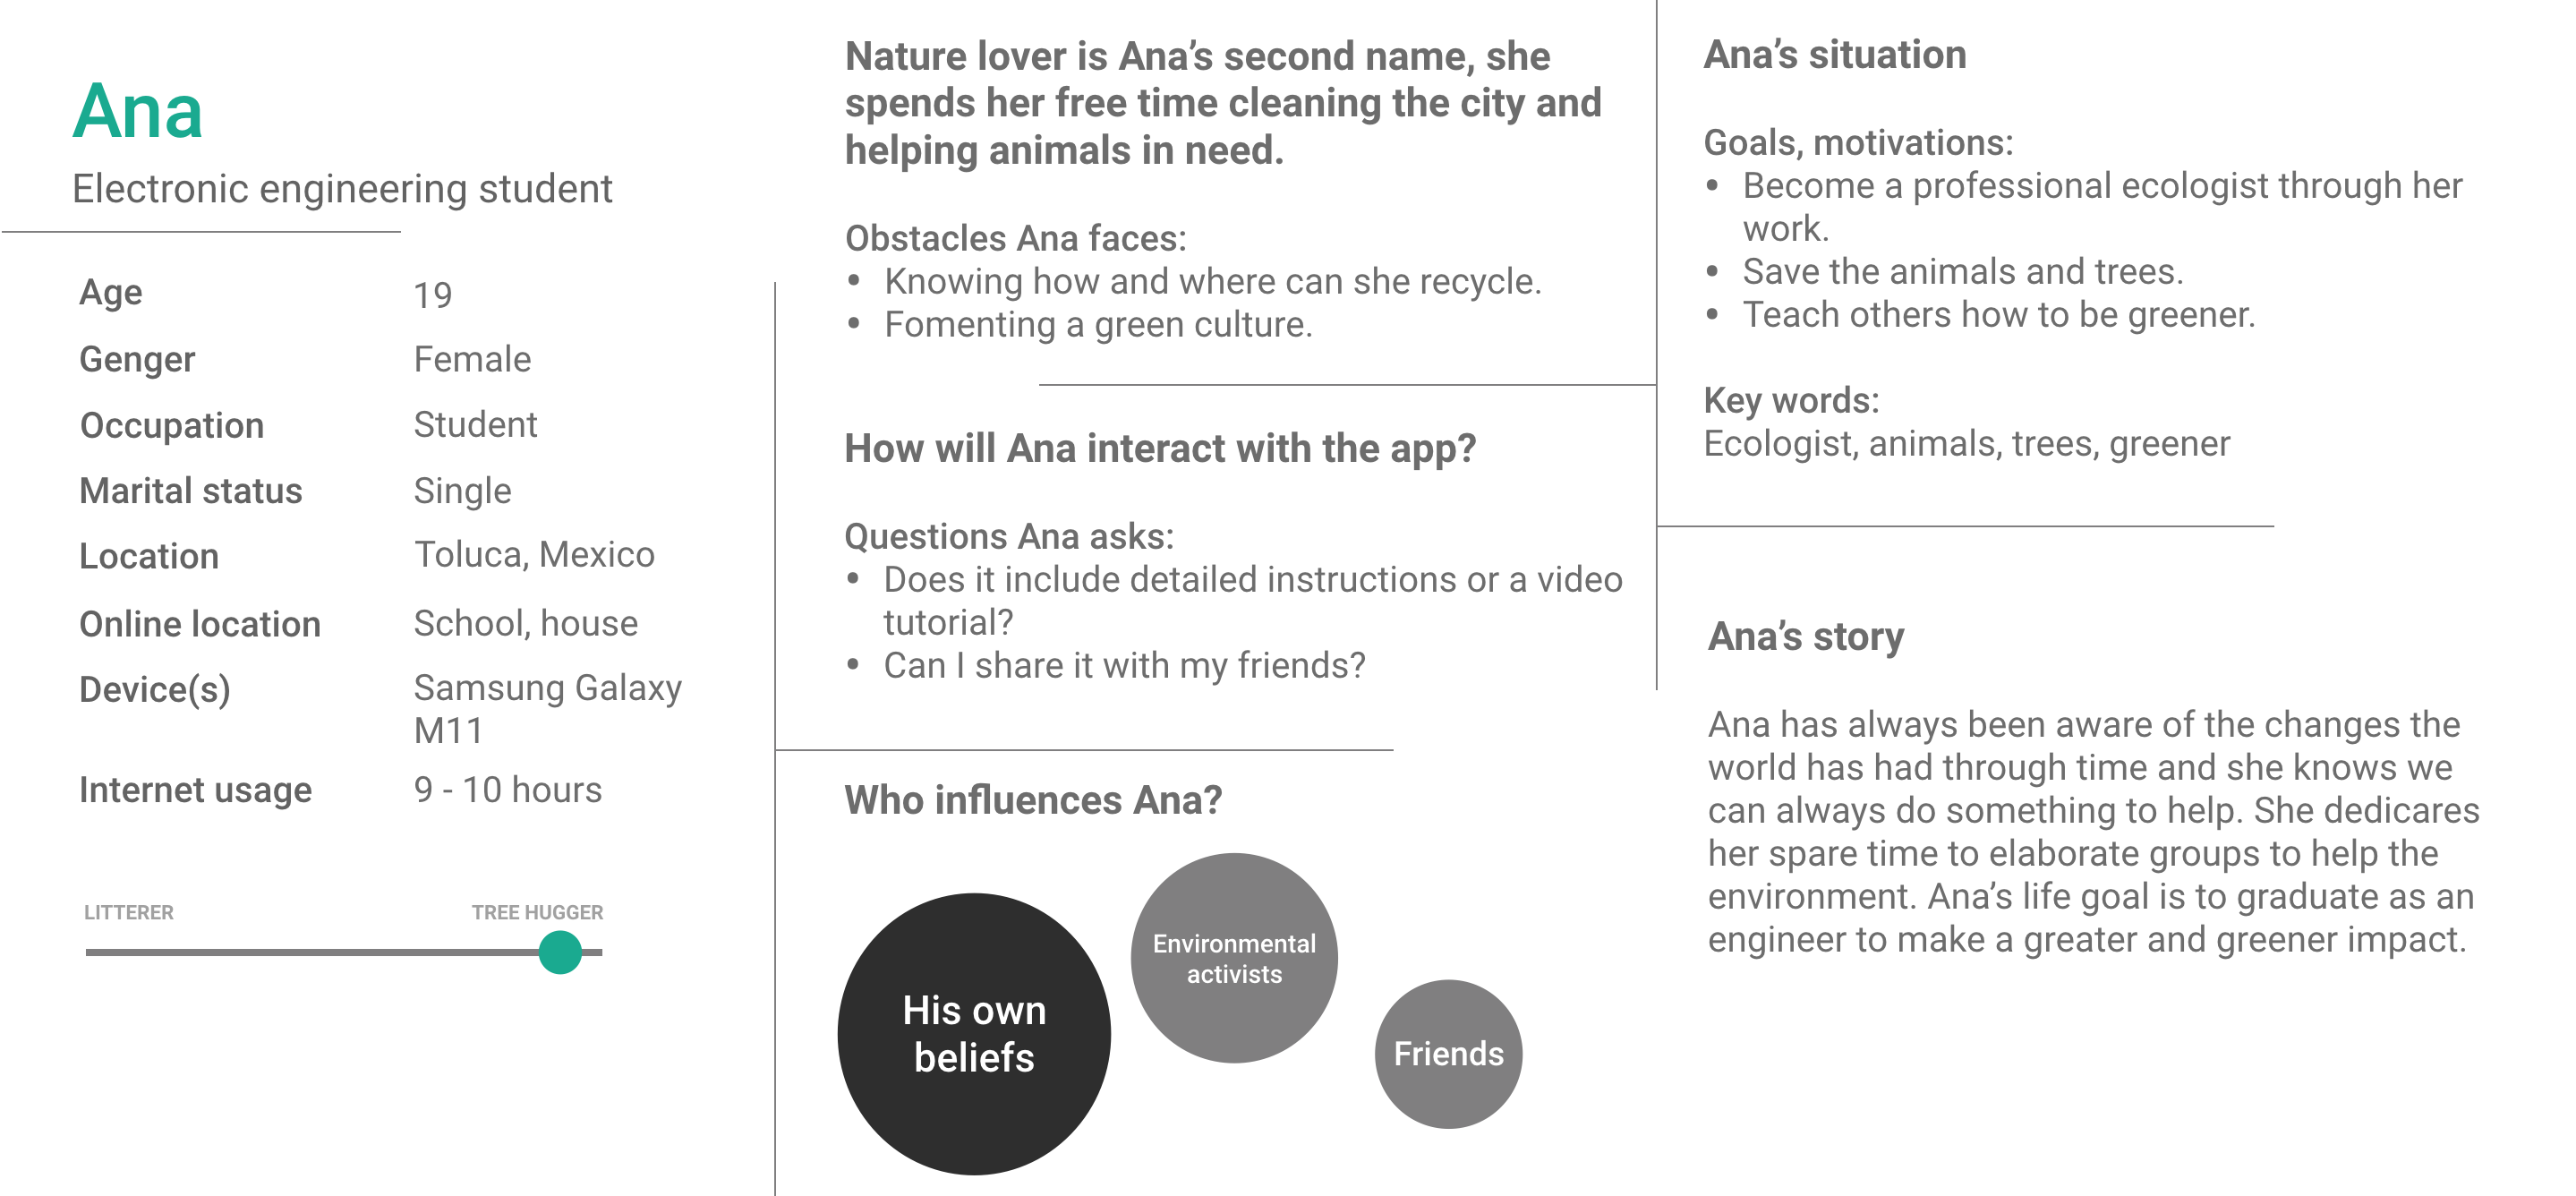 Ana
Electronic engineering student
Age 19
Genger Female
Occupation Student
Marital status Single
Location Toluca, Mexico
Online location School, house
Device(s) Samsung Galaxy
M11
Internet usage 9 - 10 hours
LITTERER TREE HUGGER
Nature lover is Ana’s second name, she
spends her free time cleaning the city and
helping animals in need.
Obstacles Ana faces:
• Knowing how and where can she recycle.
• Fomenting a green culture.
How will Ana interact with the app?
Questions Ana asks:
• Does it include detailed instructions or a video
tutorial?
• Can I share it with my friends?
Who influences Ana?
His own
beliefs
Environmental
activists
Friends
Ana’s situation
Goals, motivations:
• Become a professional ecologist through her
work.
• Save the animals and trees.
• Teach others how to be greener.
Key words:
Ecologist, animals, trees, greener
Ana’s story
Ana has always been aware of the changes the
world has had through time and she knows we
can always do something to help. She dedicares
her spare time to elaborate groups to help the
environment. Ana’s life goal is to graduate as an
engineer to make a greater and greener impact.